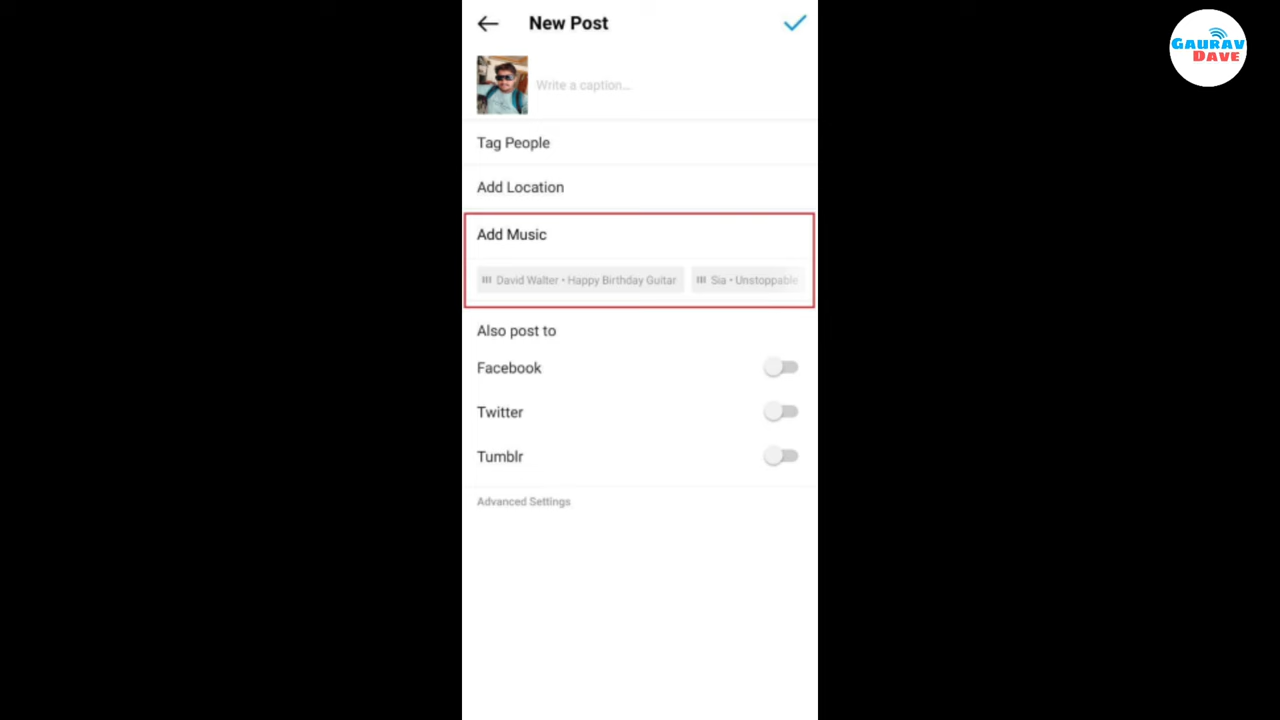 New Post
GAURAV
DAVE
Write a caption...
Tag People
Add Location
Add Music
David Walter • Happy Birthday Guitar
Sia • Unstoppable
Also post to
Facebook
Twitter
Tumblr
Advanced Settings